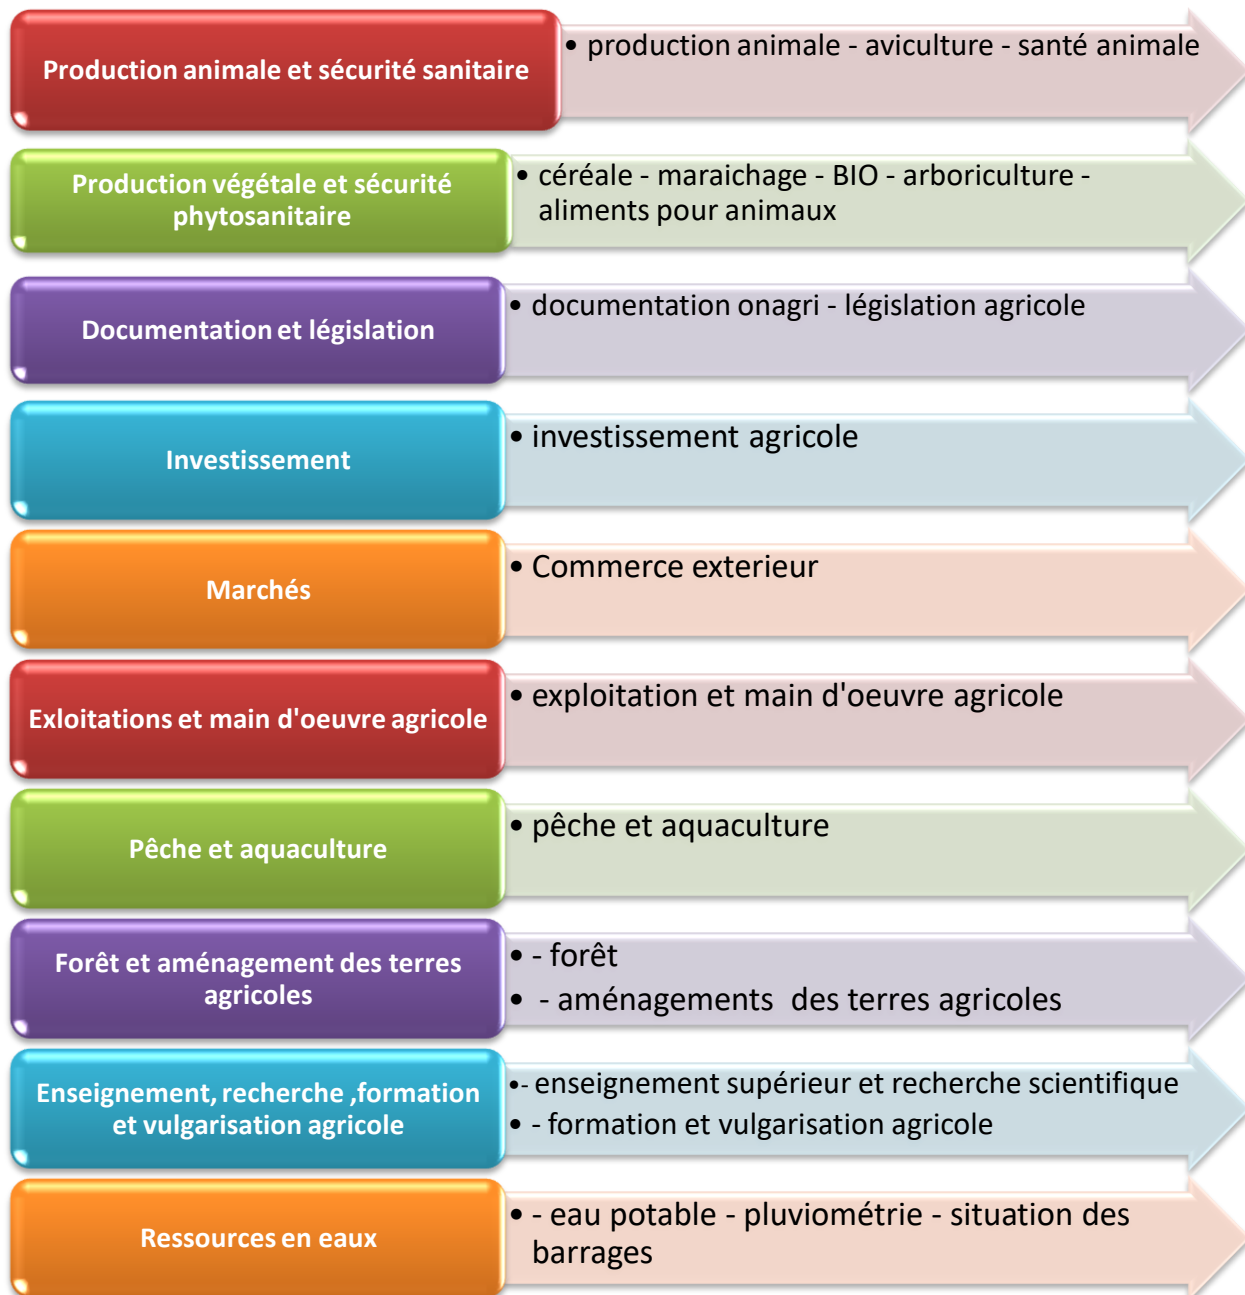 Production animale et sécurité sanitaire
• production animale - aviculture - santé animale
Production végétale et sécurité
phytosanitaire
• céréale - maraichage - BIO - arboriculture -
aliments pour animaux
Documentation et législation
• documentation onagri - législation agricole
Investissement
• investissement agricole
Marchés
• Commerce exterieur
Exloitations et main d'oeuvre agricole
• exploitation et main d'oeuvre agricole
Pêche et aquaculture
• pêche et aquaculture
Forêt et aménagement des terres
agricoles
• - forêt
• - aménagements des terres agricoles
Enseignement, recherche ,formation
et vulgarisation agricole
•- enseignement supérieur et recherche scientifique
• - formation et vulgarisation agricole
Ressources en eaux
• - eau potable - pluviométrie - situation des
barrages